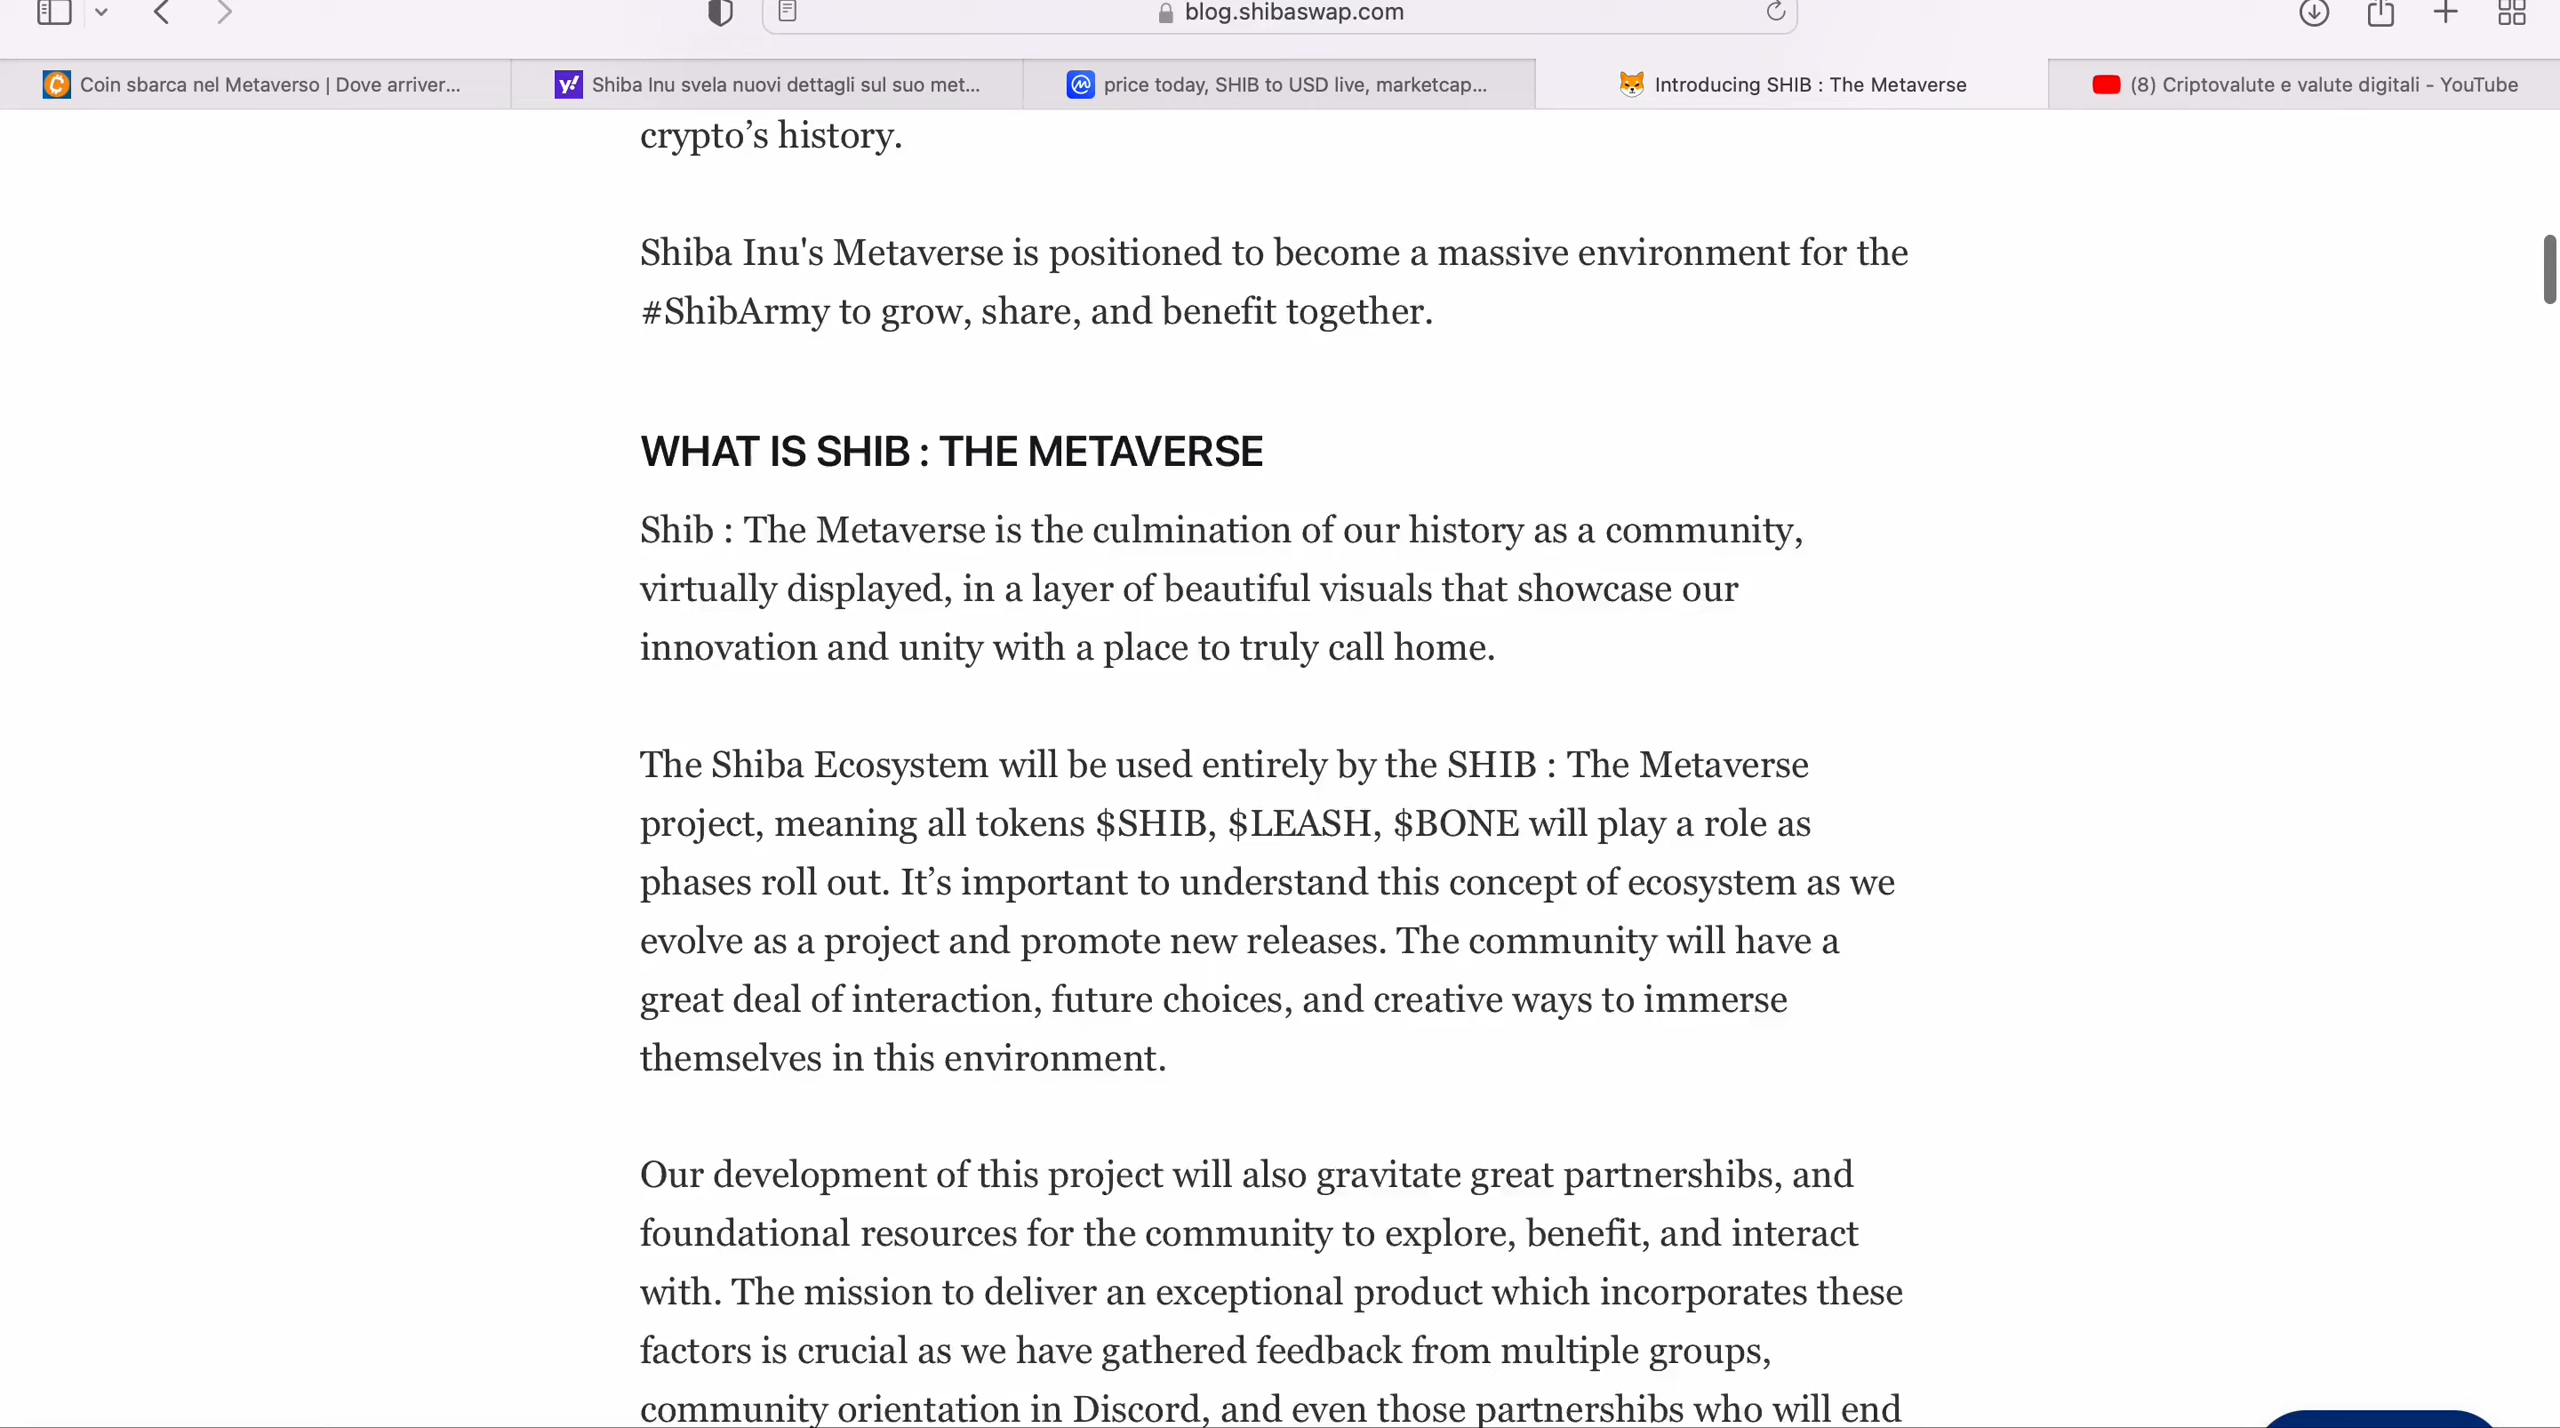 blog.shibaswap.com
Coin sbarca nel Metaverso | Dove arriver...
Shiba Inu svela nuovi dettagli sul suo met...
price today, SHIB to USD live, marketcap...
Introducing SHIB : The Metaverse
(8) Criptovalute e valute digitali - YouTube
crypto’s history.
Shiba Inu's Metaverse is positioned to become a massive environment for the
#ShibArmy to grow, share, and benefit together.
WHAT IS SHIB : THE METAVERSE
Shib : The Metaverse is the culmination of our history as a community,
virtually displayed, in a layer of beautiful visuals that showcase our
innovation and unity with a place to truly call home.
The Shiba Ecosystem will be used entirely by the SHIB : The Metaverse
project, meaning all tokens $SHIB, $LEASH, $BONE will play a role as
phases roll out. It’s important to understand this concept of ecosystem as we
evolve as a project and promote new releases. The community will have a
great deal of interaction, future choices, and creative ways to immerse
themselves in this environment.
Our development of this project will also gravitate great partnershibs, and
foundational resources for the community to explore, benefit, and interact
with. The mission to deliver an exceptional product which incorporates these
factors is crucial as we have gathered feedback from multiple groups,
community orientation in Discord, and even those partnershibs who will end